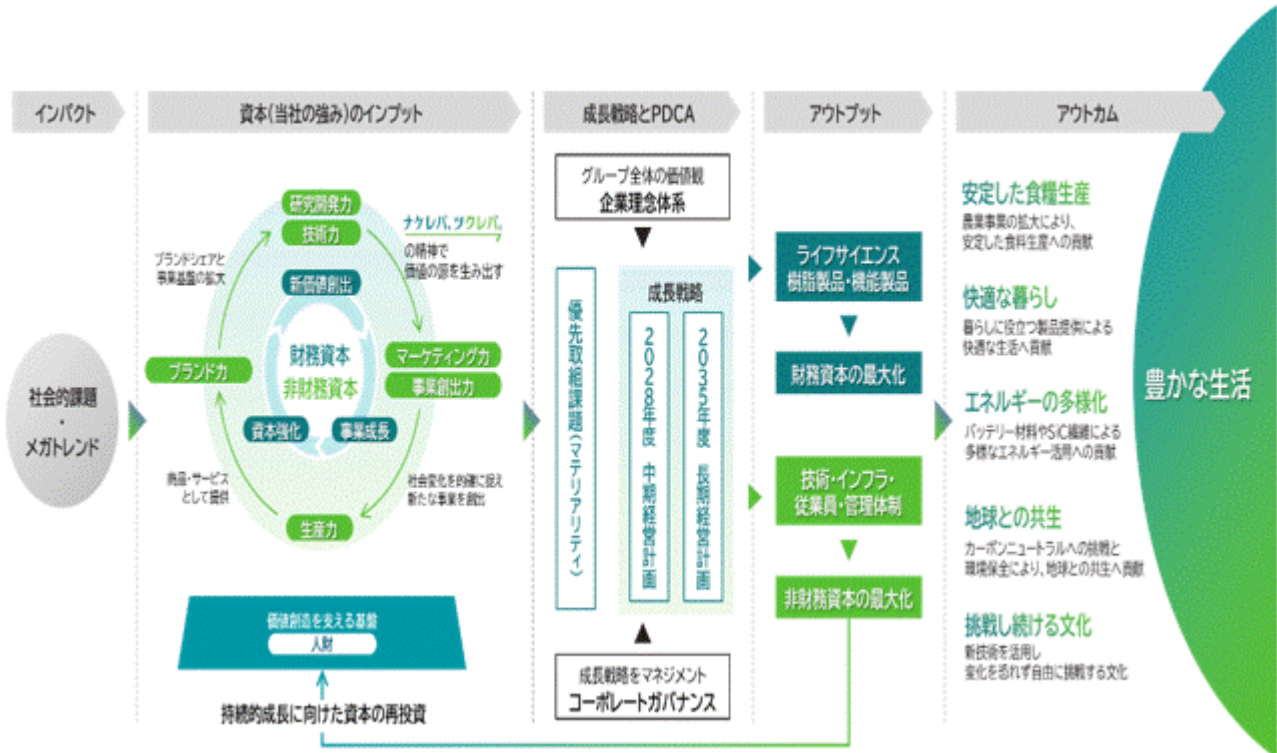 インパクト
資本(当社の強み)のインプット
成長戦略とPDCA
アウトプット
アウトカム
社会的課題
・
メガトレンド
研究開発力
技術力
ナケレバ、ツクレバ。
の精神で
価値の源を生み出す
ブランドシェアと
事業基盤の拡大
新価値創出
財務資本
非財務資本
ブランド力
マーケティング力
事業創出力
資本強化
事業成長
商品・サービス
として提供
社会変化を的確に捉え
新たな事業を創出
生産力
価値創造を支える基盤
人財
持続的成長に向けた資本の再投資
グループ全体の価値観
企業理念体系
優先取組課題(マテリアリティ)
成長戦略
2028年度 中期経営計画
2035年度 長期経営計画
成長戦略をマネジメント
コーポレートガバナンス
ライフサイエンス
樹脂製品・機能製品
財務資本の最大化
技術・インフラ・
従業員・管理体制
非財務資本の最大化
安定した食糧生産
農業事業の拡大により、
安定した食料生産への貢献
快適な暮らし
暮らしに役立つ製品提供による
快適な生活へ貢献
エネルギーの多様化
バッテリー材料やSiC繊維による
多様なエネルギー活用への貢献
地球との共生
カーボンニュートラルへの挑戦と
環境保全により、地球との共生へ貢献
挑戦し続ける文化
新技術を活用し
変化を恐れず自由に挑戦する文化
豊かな生活